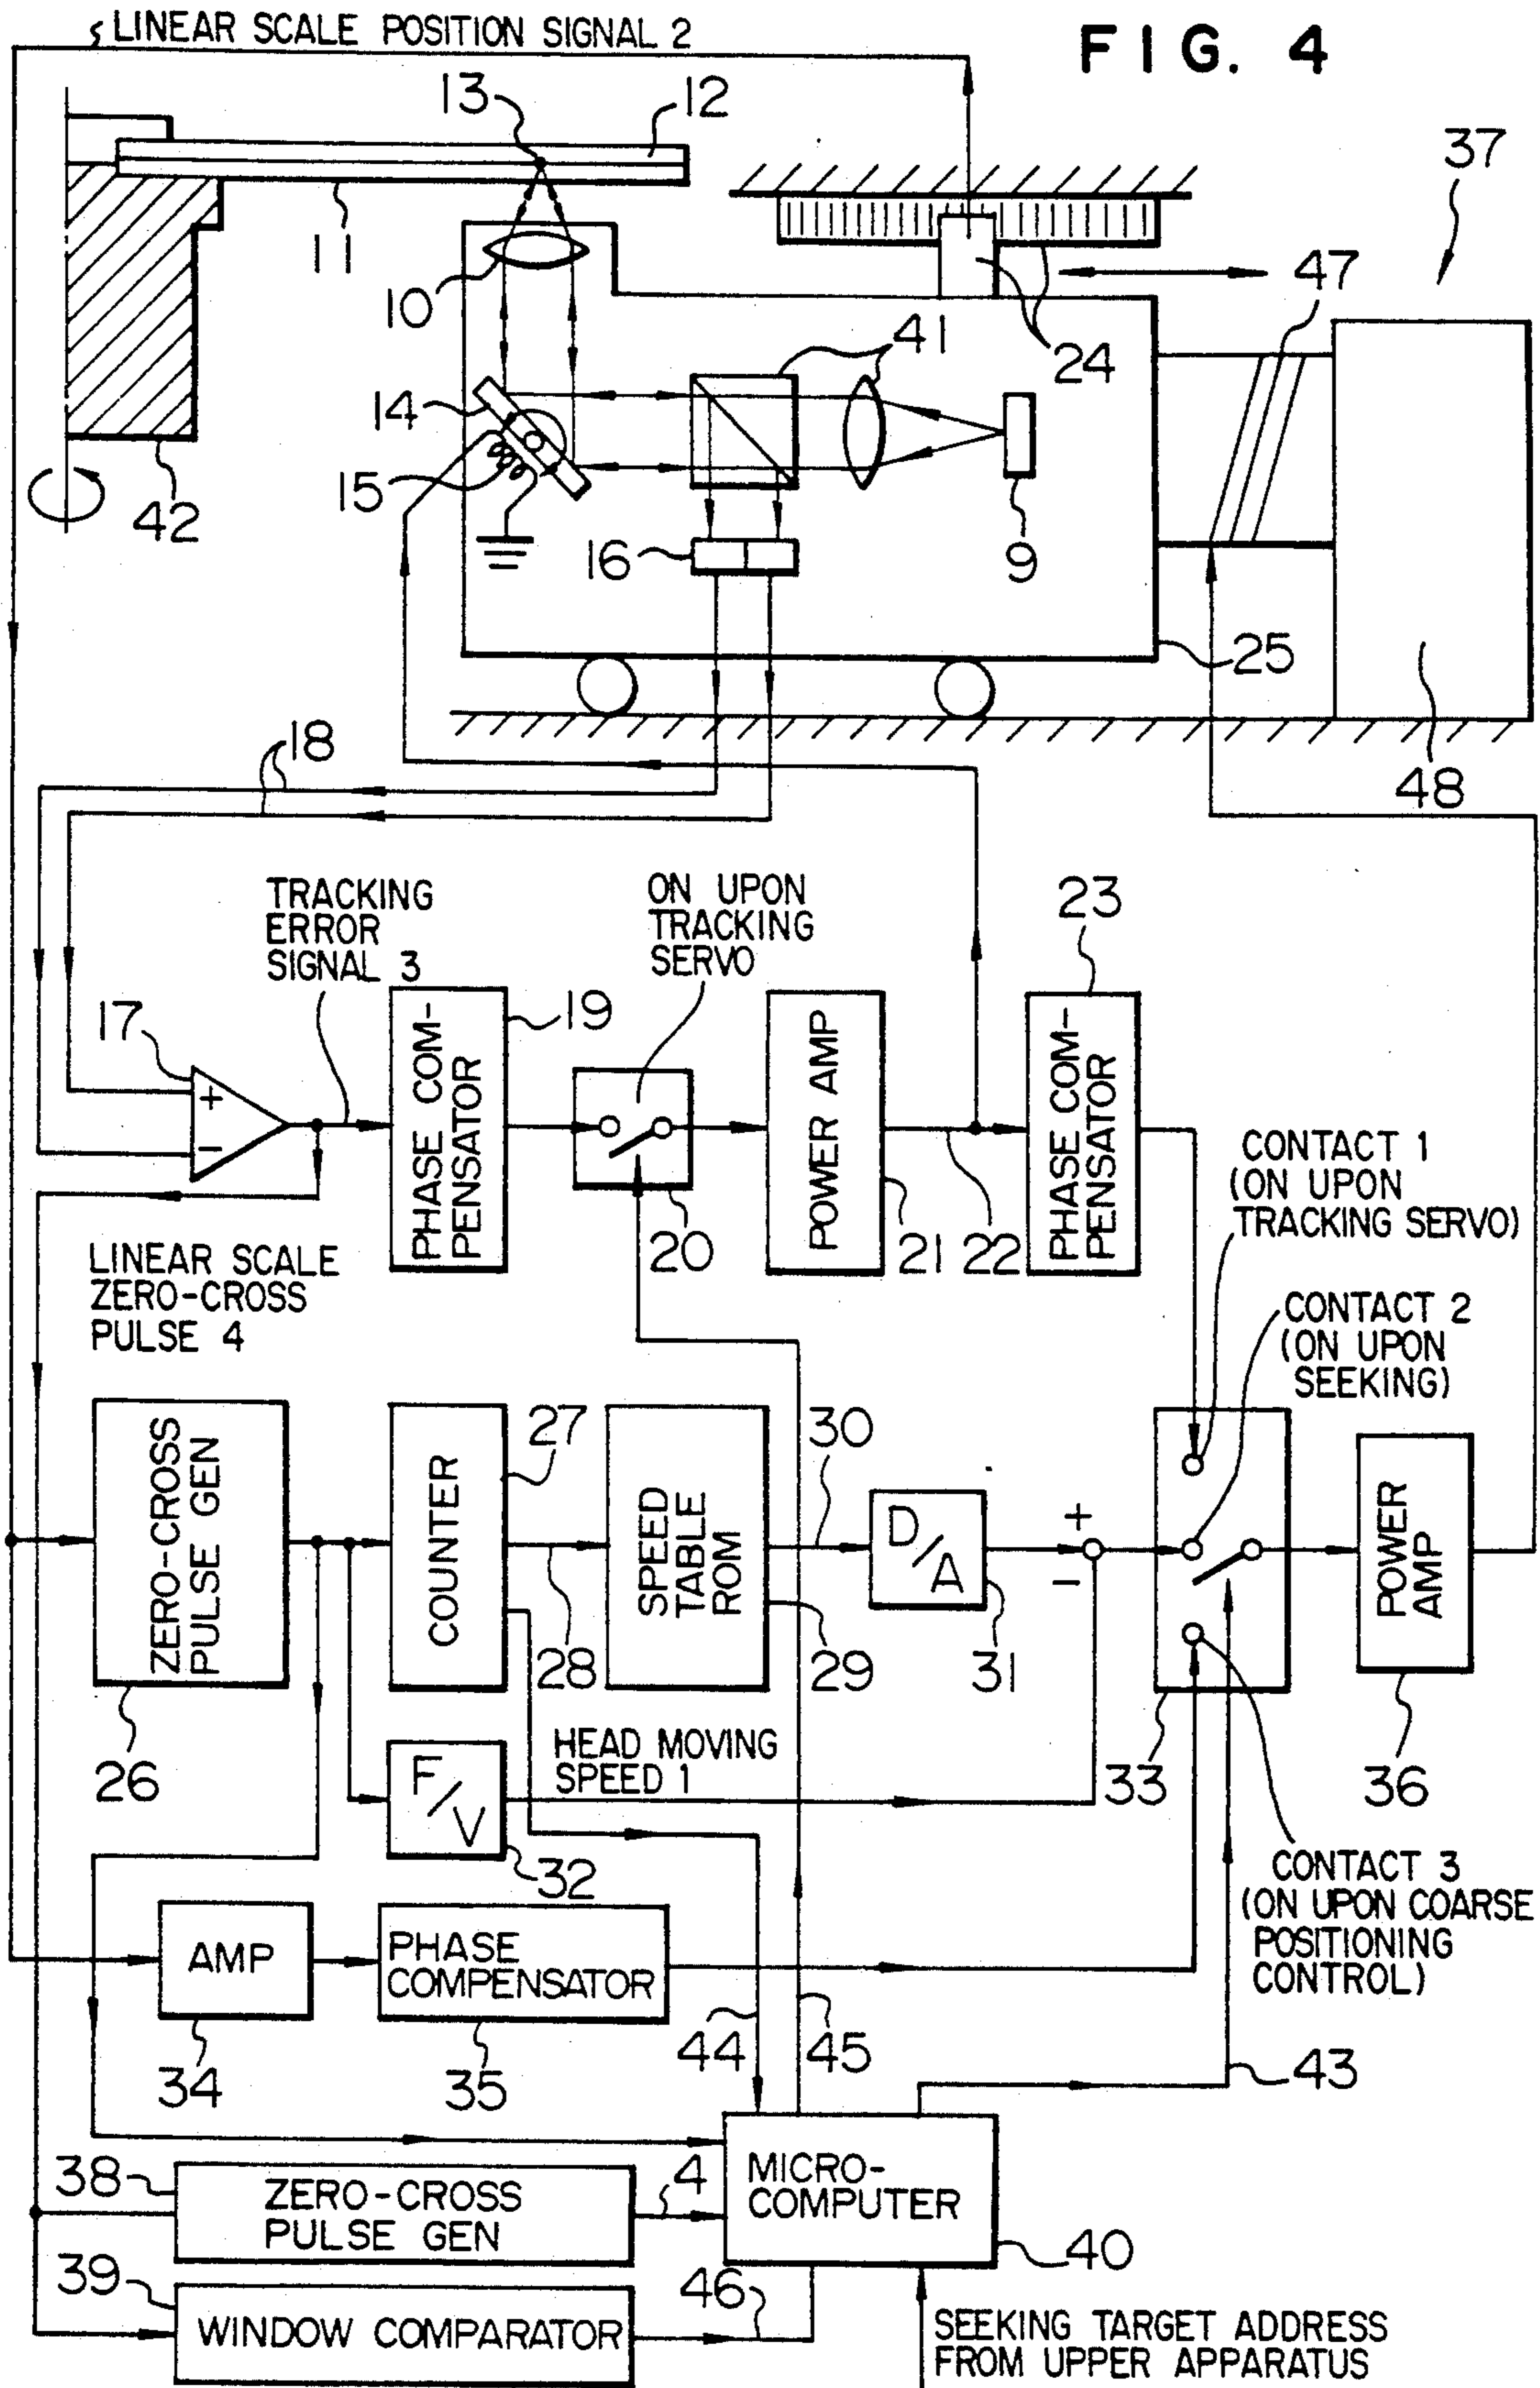 LINEAR SCALE POSITION SIGNAL 2
FIG. 4
13
12
37
11
10
47
24
41
14
15
42
16
9
25
18
48
TRACKING
ERROR
SIGNAL 3
ON UPON
TRACKING
SERVO
23
17
19
+
-
PHASE COM-
PENSATOR
20
POWER AMP
21
22
PHASE COM-
PENSATOR
CONTACT 1
(ON UPON
TRACKING SERVO)
LINEAR SCALE
ZERO-CROSS
PULSE 4
CONTACT 2
(ON UPON
SEEKING)
ZERO-CROSS
PULSE GEN
26
COUNTER
27
28
SPEED
TABLE
ROM
29
30
D/A
31
+
-
33
POWER
AMP
36
F/V
32
HEAD MOVING
SPEED 1
CONTACT 3
(ON UPON COARSE
POSITIONING
CONTROL)
AMP
34
PHASE
COMPENSATOR
35
44
45
43
38
ZERO-CROSS
PULSE GEN
4
MICRO-
COMPUTER
40
39
WINDOW COMPARATOR
46
SEEKING TARGET ADDRESS
FROM UPPER APPARATUS